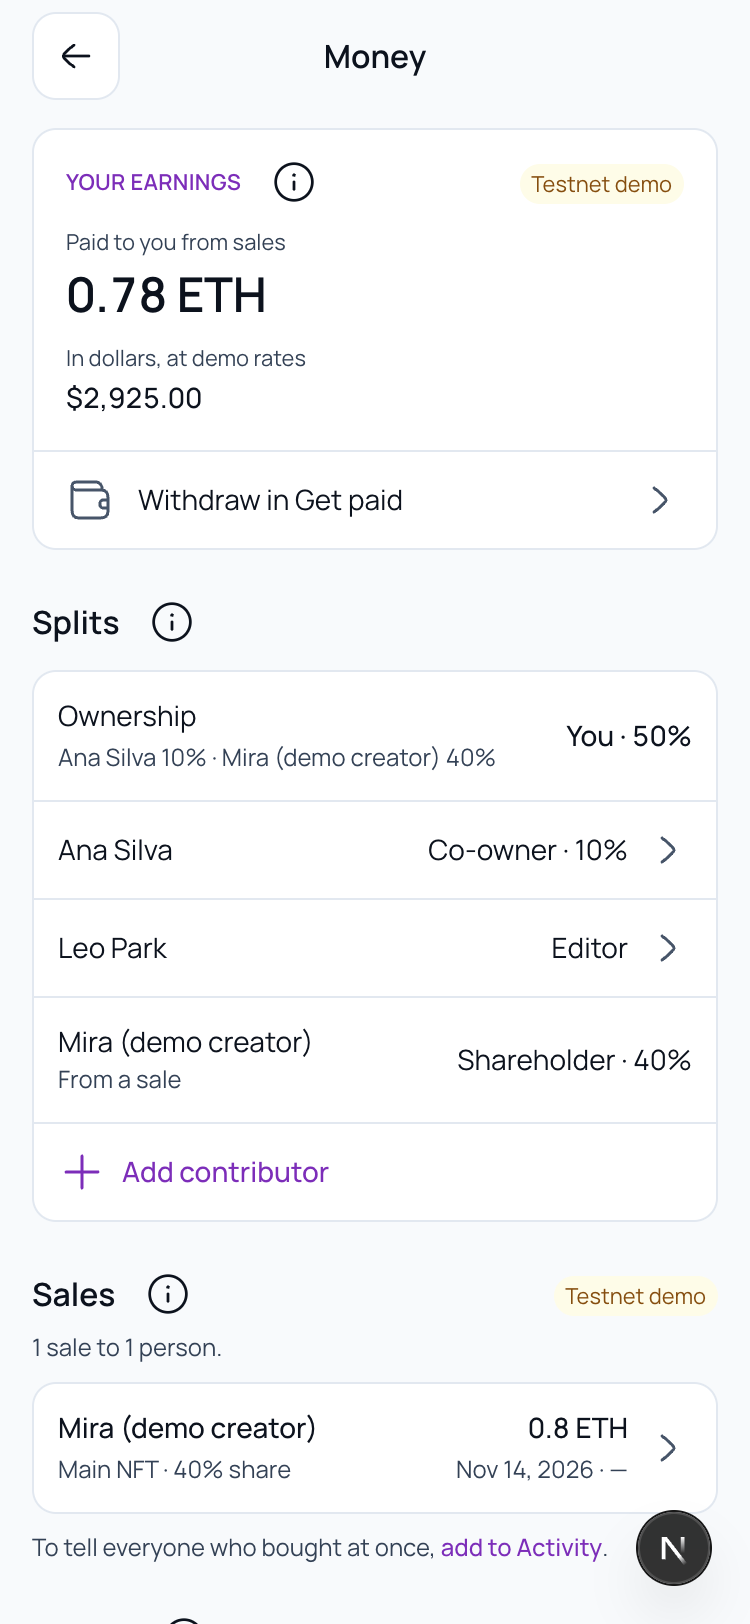 Money
YOUR EARNINGS
Testnet demo
Paid to you from sales
0.78 ETH
In dollars, at demo rates
$2,925.00
Withdraw in Get paid
Splits
Ownership
You · 50%
Ana Silva 10% · Mira (demo creator) 40%
Ana Silva
Co-owner · 10%
Leo Park
Editor
Mira (demo creator)
From a sale
Shareholder · 40%
Add contributor
Sales
Testnet demo
1 sale to 1 person.
Mira (demo creator)
0.8 ETH
Main NFT · 40% share
Nov 14, 2026 · —
To tell everyone who bought at once, add to Activity.
N